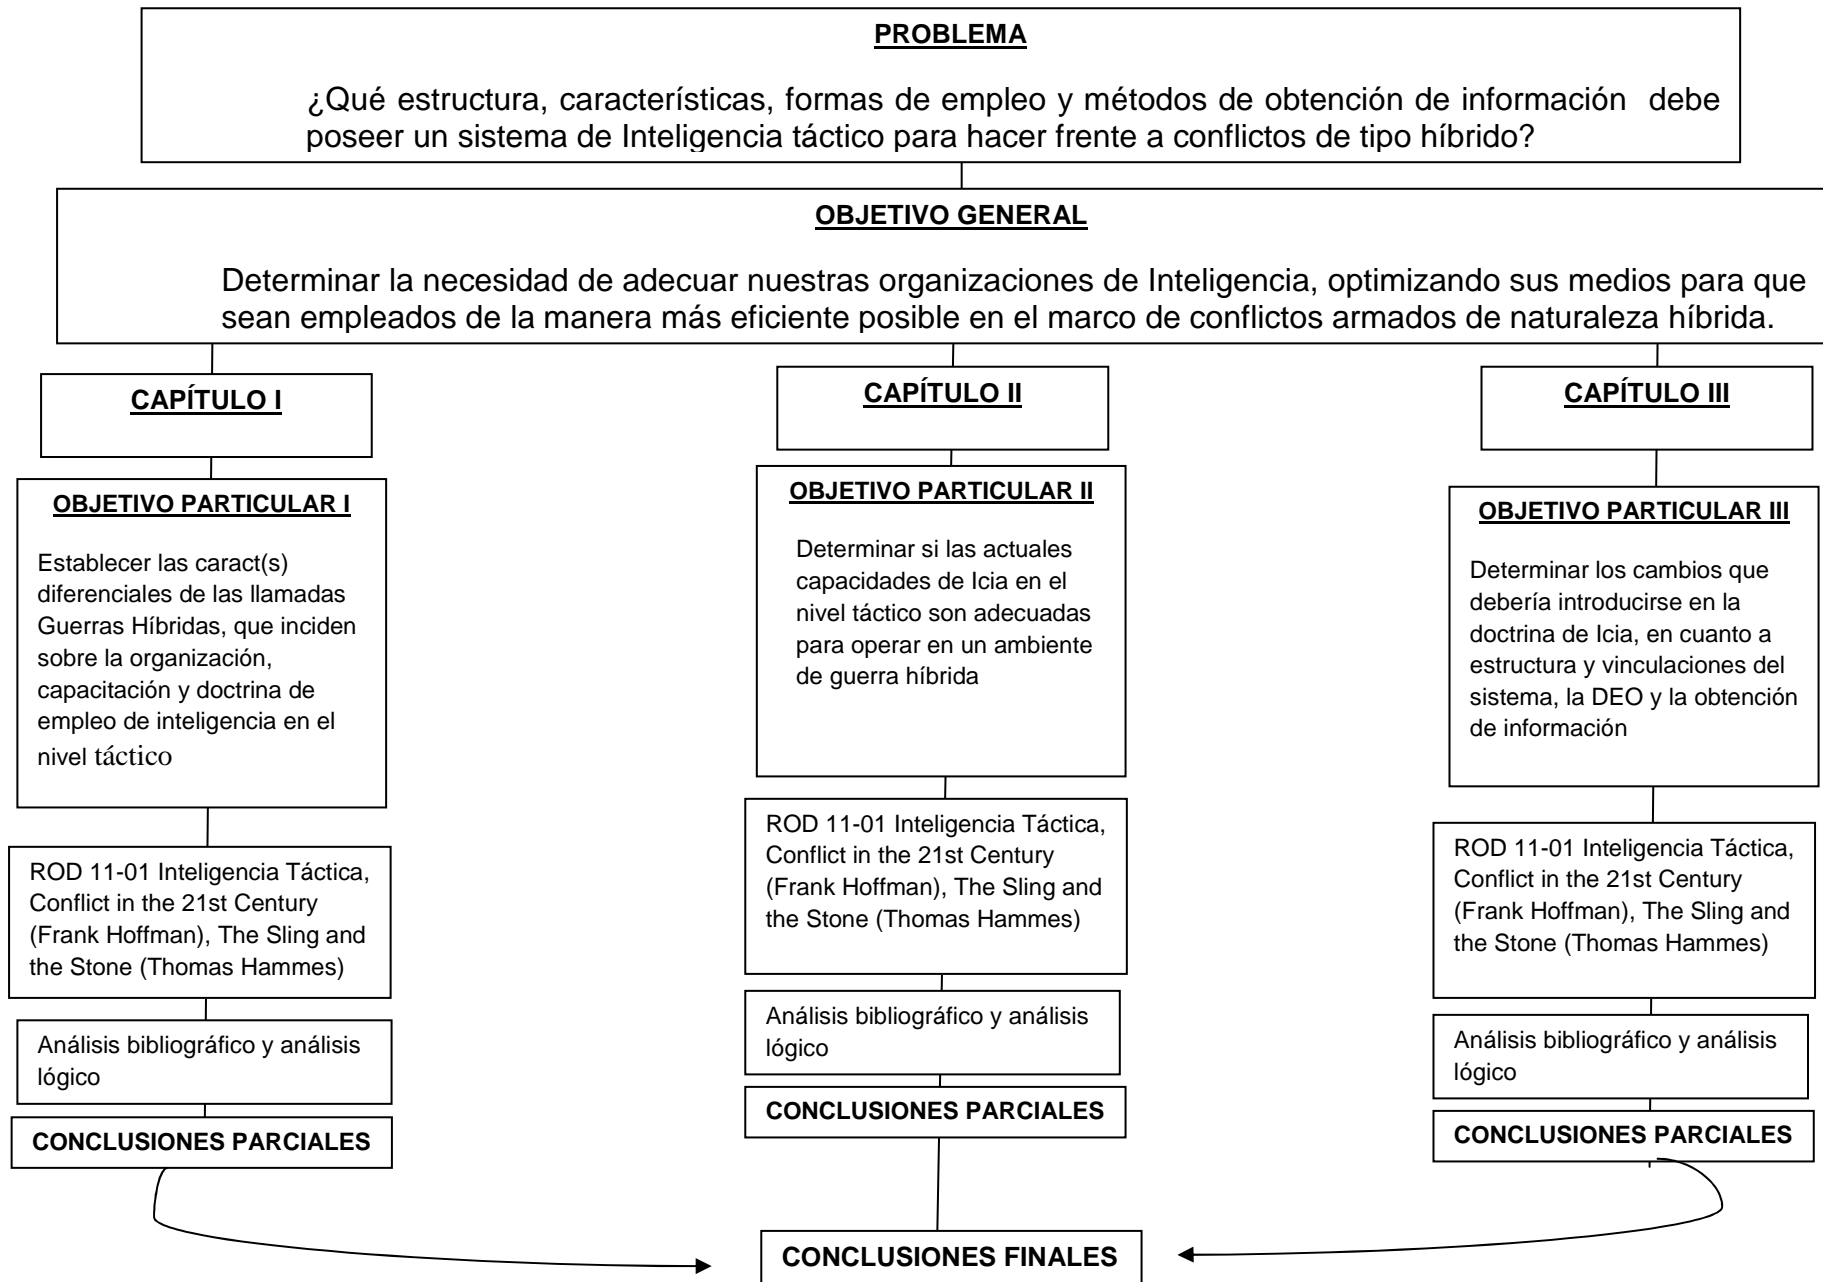 PROBLEMA
¿Qué estructura, características, formas de empleo y métodos de obtención de información debe
poseer un sistema de Inteligencia táctico para hacer frente a conflictos de tipo híbrido?
OBJETIVO GENERAL
Determinar la necesidad de adecuar nuestras organizaciones de Inteligencia, optimizando sus medios para que
sean empleados de la manera más eficiente posible en el marco de conflictos armados de naturaleza híbrida.
CAPÍTULO I
OBJETIVO PARTICULAR I
Establecer las caract(s)
diferenciales de las llamadas
Guerras Híbridas, que inciden
sobre la organización,
capacitación y doctrina de
empleo de inteligencia en el
nivel táctico
ROD 11-01 Inteligencia Táctica,
Conflict in the 21st Century
(Frank Hoffman), The Sling and
the Stone (Thomas Hammes)
Análisis bibliográfico y análisis
lógico
CONCLUSIONES PARCIALES
CAPÍTULO II
OBJETIVO PARTICULAR II
Determinar si las actuales
capacidades de Icia en el
nivel táctico son adecuadas
para operar en un ambiente
de guerra híbrida
ROD 11-01 Inteligencia Táctica,
Conflict in the 21st Century
(Frank Hoffman), The Sling and
the Stone (Thomas Hammes)
Análisis bibliográfico y análisis
lógico
CONCLUSIONES PARCIALES
CAPÍTULO III
OBJETIVO PARTICULAR III
Determinar los cambios que
debería introducirse en la
doctrina de Icia, en cuanto a
estructura y vinculaciones del
sistema, la DEO y la obtención
de información
ROD 11-01 Inteligencia Táctica,
Conflict in the 21st Century
(Frank Hoffman), The Sling and
the Stone (Thomas Hammes)
Análisis bibliográfico y análisis
lógico
CONCLUSIONES PARCIALES
CONCLUSIONES FINALES